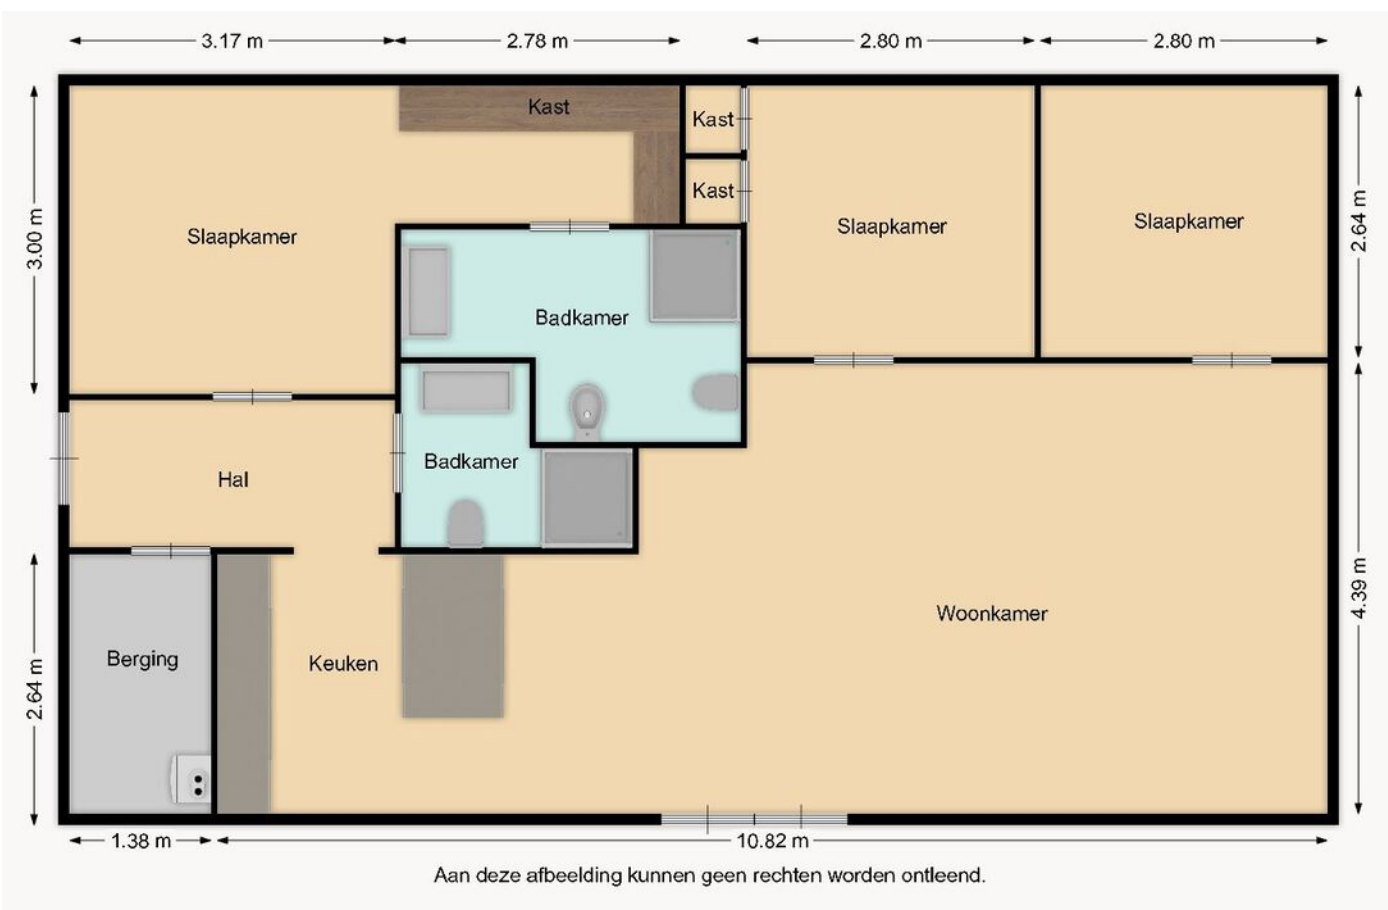 3.17 m
2.78 m
2.80 m
2.80 m
Kast
Kast
Kast
3.00 m
Slaapkamer
Slaapkamer
Slaapkamer
2.64 m
Badkamer
Badkamer
Hal
Woonkamer
4.39 m
Berging
Keuken
2.64 m
1.38 m
10.82 m
Aan deze afbeelding kunnen geen rechten worden ontleend.